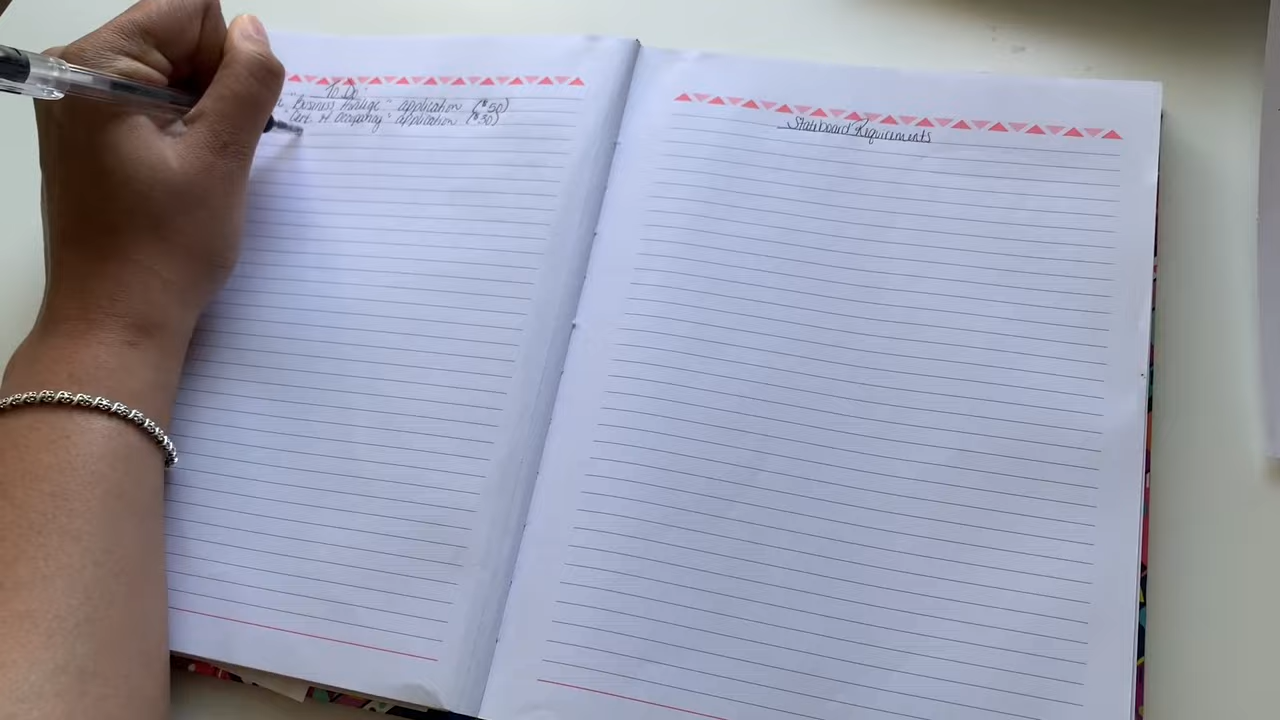 "To Do"
"Business Privilege" application ($50)
"Cert. of Occupancy" application ($50)
Stateboard Requirements